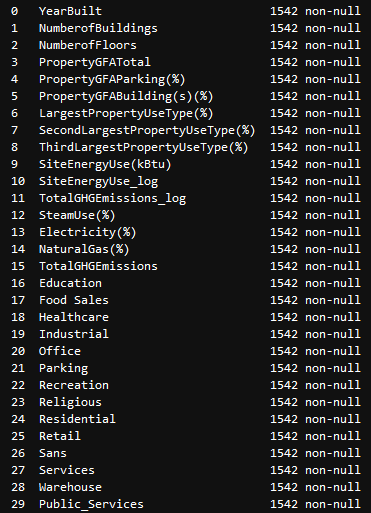 0 YearBuilt 1542 non-null
1 NumberofBuildings 1542 non-null
2 NumberofFloors 1542 non-null
3 PropertyGFATotal 1542 non-null
4 PropertyGFAParking(%) 1542 non-null
5 PropertyGFABuilding(s)(%) 1542 non-null
6 LargestPropertyUseType(%) 1542 non-null
7 SecondLargestPropertyUseType(%) 1542 non-null
8 ThirdLargestPropertyUseType(%) 1542 non-null
9 SiteEnergyUse(kBtu) 1542 non-null
10 SiteEnergyUse_log 1542 non-null
11 TotalGHGEmissions_log 1542 non-null
12 SteamUse(%) 1542 non-null
13 Electricity(%) 1542 non-null
14 NaturalGas(%) 1542 non-null
15 TotalGHGEmissions 1542 non-null
16 Education 1542 non-null
17 Food Sales 1542 non-null
18 Healthcare 1542 non-null
19 Industrial 1542 non-null
20 Office 1542 non-null
21 Parking 1542 non-null
22 Recreation 1542 non-null
23 Religious 1542 non-null
24 Residential 1542 non-null
25 Retail 1542 non-null
26 Sans 1542 non-null
27 Services 1542 non-null
28 Warehouse 1542 non-null
29 Public_Services 1542 non-null